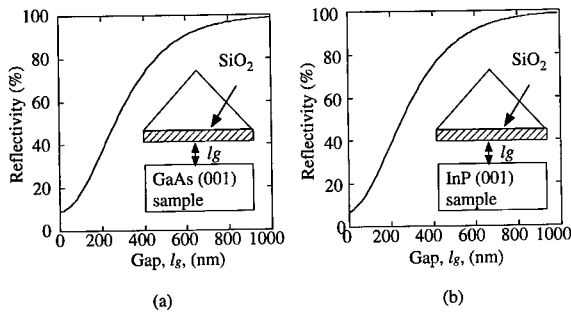 100
80
60
40
20
0
Reflectivity (%)
SiO2
lg
GaAs (001)
sample
0 200 400 600 800 1000
Gap, lg, (nm)
(a)
100
80
60
40
20
0
Reflectivity (%)
SiO2
lg
InP (001)
sample
0 200 400 600 800 1000
Gap, lg, (nm)
(b)